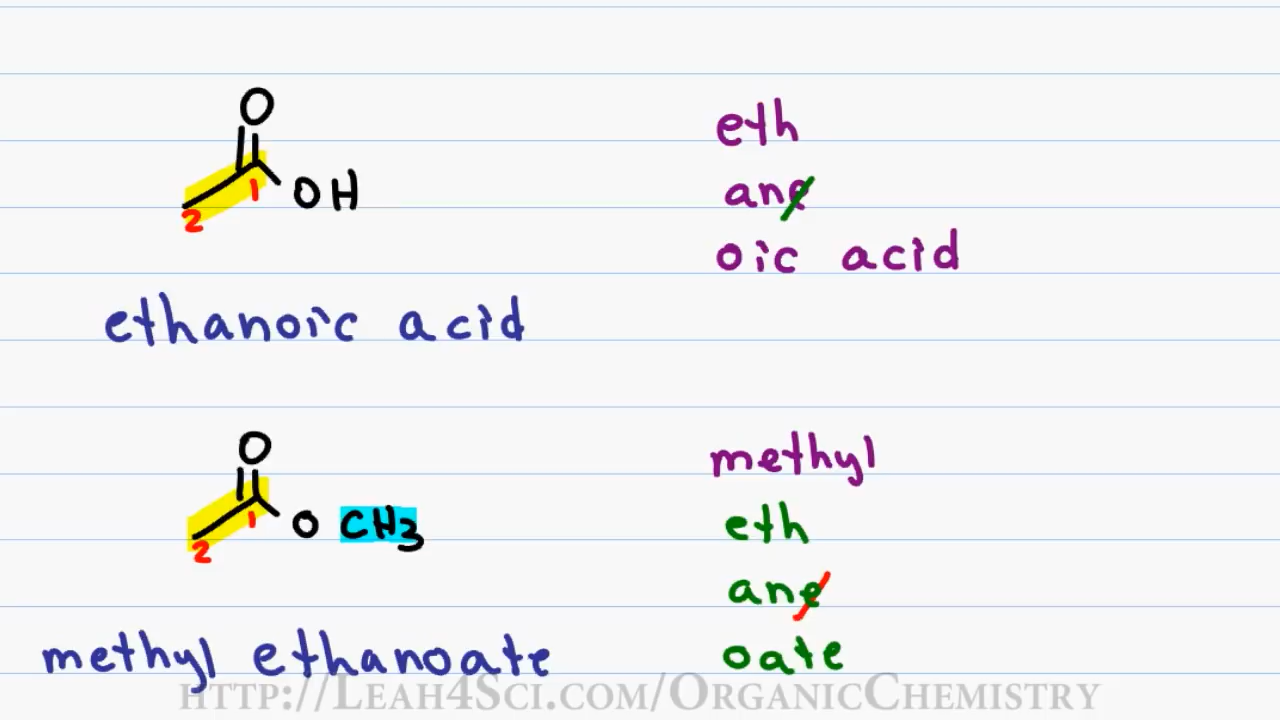 O
OH
1
2
ethanoic acid
eth
ane
oic acid
O
O CH3
1
2
methyl ethanoate
methyl
eth
ane
oate
http://Leah4Sci.com/OrganicChemistry